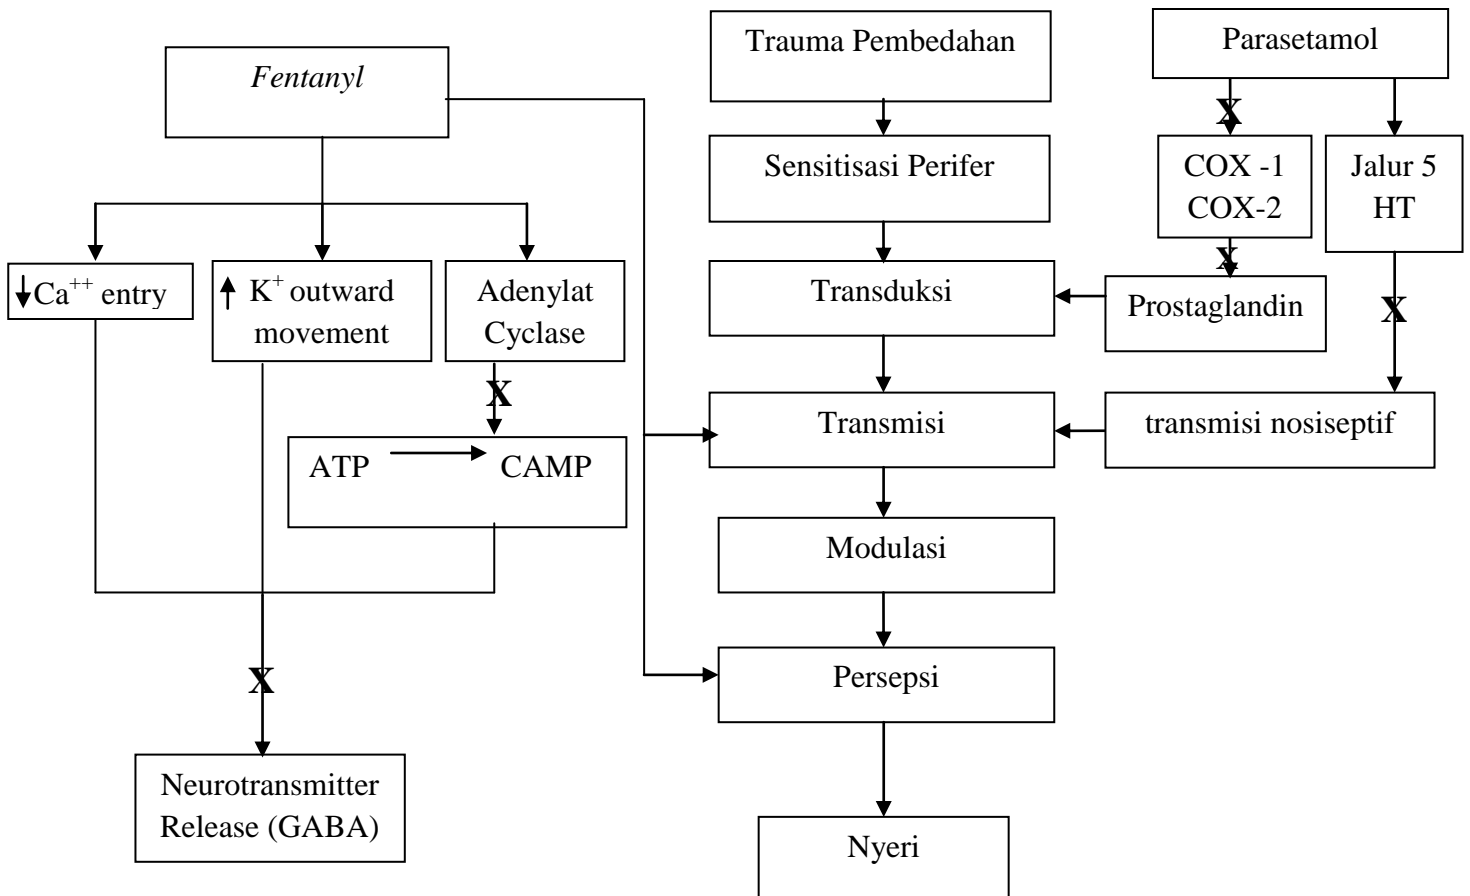 Trauma Pembedahan
Parasetamol
Fentanyl
X
Sensitisasi Perifer
COX -1
COX-2
Jalur 5
HT
X
↓Ca⁺⁺ entry
↑ K⁺ outward
movement
Adenylat
Cyclase
Transduksi
Prostaglandin
X
X
ATP → CAMP
Transmisi
transmisi nosiseptif
Modulasi
X
Persepsi
Neurotransmitter
Release (GABA)
Nyeri